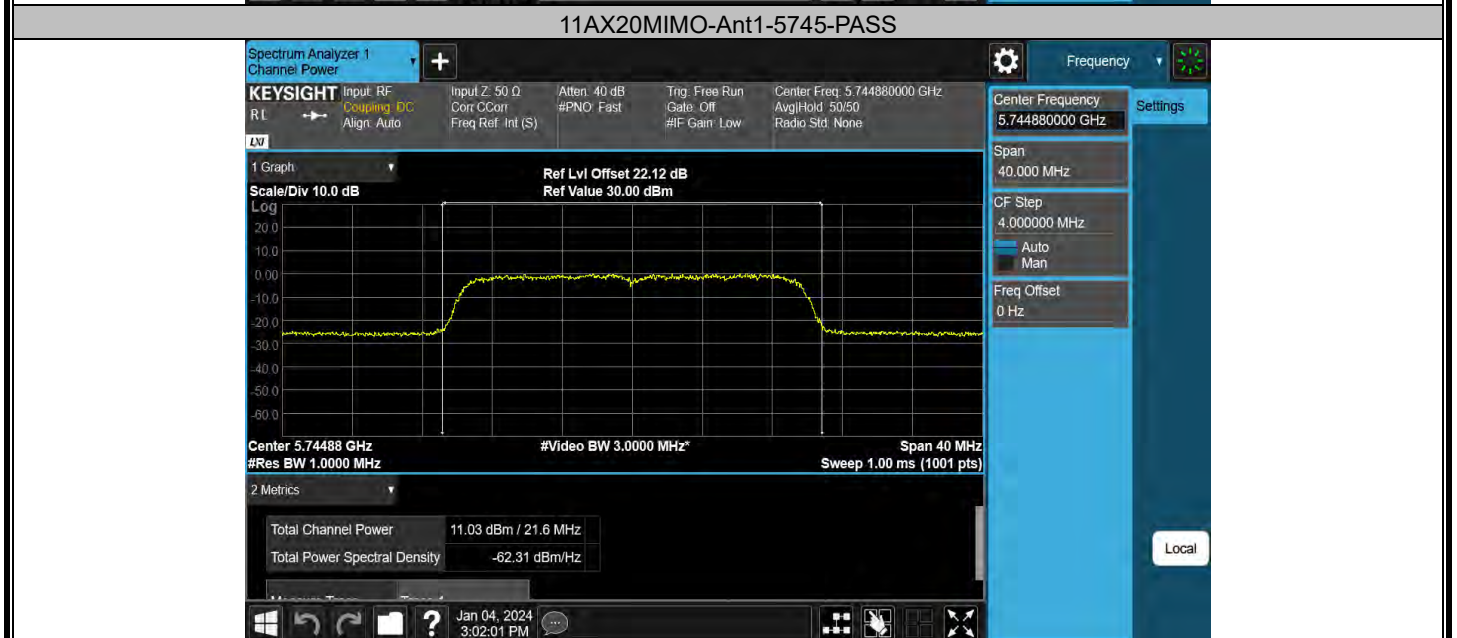 11AX20MIMO-Ant1-5745-PASS
Spectrum Analyzer 1
Channel Power
+
Frequency
KEYSIGHT
RL
LXI
Input: RF
Coupling: DC
Align: Auto
Input Z: 50 Ω
Corr CCorr
Freq Ref: Int (S)
Atten: 40 dB
#PNO: Fast
Trig: Free Run
Gate: Off
#IF Gain: Low
Center Freq: 5.744880000 GHz
Avg|Hold: 50/50
Radio Std: None
Center Frequency
5.744880000 GHz
Settings
Span
40.000 MHz
CF Step
4.000000 MHz
Auto
Man
Freq Offset
0 Hz
Local
1 Graph
Scale/Div 10.0 dB
Ref Lvl Offset 22.12 dB
Ref Value 30.00 dBm
Log
20.0
10.0
0.00
-10.0
-20.0
-30.0
-40.0
-50.0
-60.0
Center 5.74488 GHz
#Res BW 1.0000 MHz
#Video BW 3.0000 MHz*
Span 40 MHz
Sweep 1.00 ms (1001 pts)
2 Metrics
Total Channel Power 11.03 dBm / 21.6 MHz
Total Power Spectral Density -62.31 dBm/Hz
?
Jan 04, 2024
3:02:01 PM